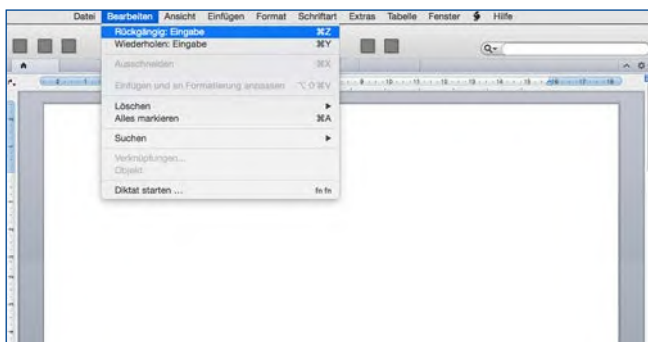 Datei Bearbeiten Ansicht Einfügen Format Schriftart Extras Tabelle Fenster Hilfe
Rückgängig: Eingabe ⌘Z
Wiederholen: Eingabe ⌘Y
Ausschneiden ⌘X
Einfügen und an Formatierung anpassen ⌥⇧⌘V
Löschen ▶
Alles markieren ⌘A
Suchen ▶
Verknüpfungen...
Objekt
Diktat starten ... fn fn